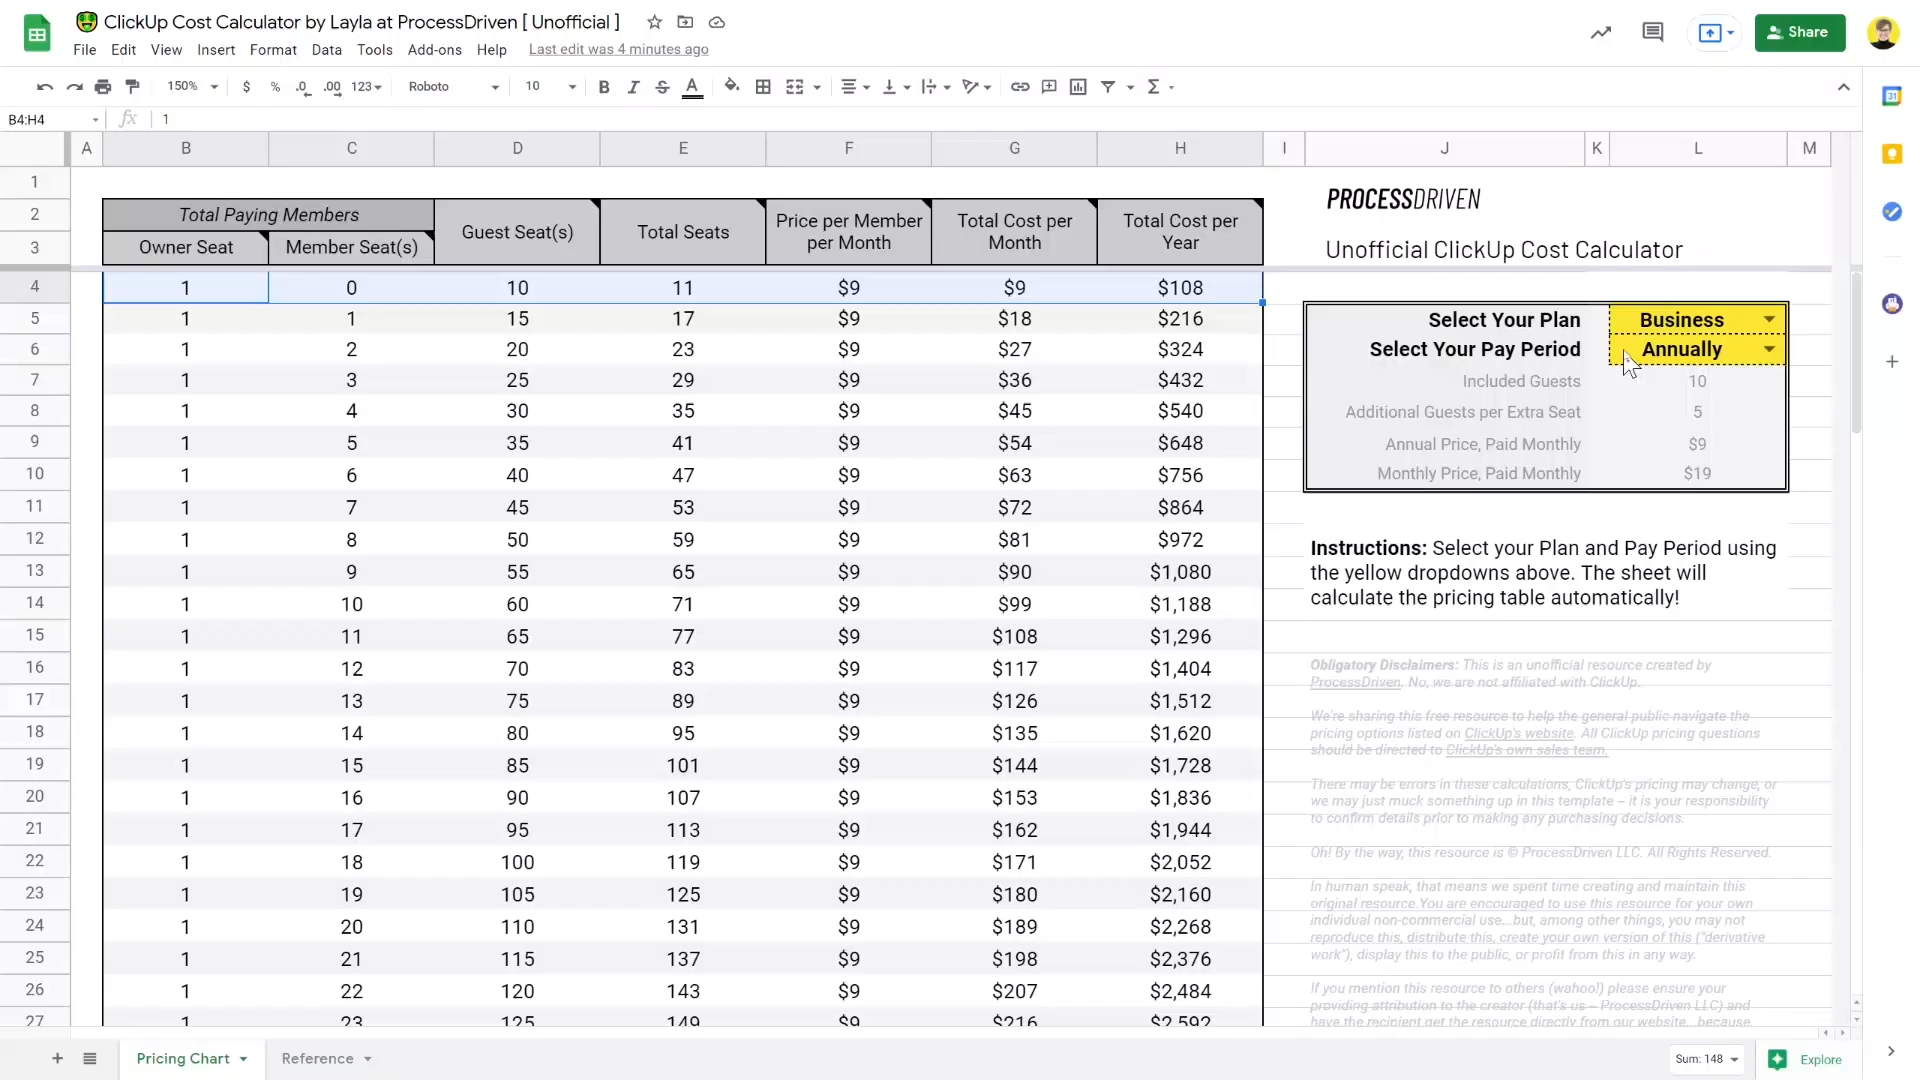 ClickUp Cost Calculator by Layla at ProcessDriven [ Unofficial ]
File Edit View Insert Format Data Tools Add-ons Help Last edit was 4 minutes ago
Share
150% $ % .0 .00 123 Roboto 10 B I S A
31
B4:H4 fx 1
A B C D E F G H I J K L M
1
2 Total Paying Members Guest Seat(s) Total Seats Price per Member per Month Total Cost per Month Total Cost per Year
3 Owner Seat Member Seat(s)
4 1 0 10 11 $9 $9 $108
5 1 1 15 17 $9 $18 $216
6 1 2 20 23 $9 $27 $324
7 1 3 25 29 $9 $36 $432
8 1 4 30 35 $9 $45 $540
9 1 5 35 41 $9 $54 $648
10 1 6 40 47 $9 $63 $756
11 1 7 45 53 $9 $72 $864
12 1 8 50 59 $9 $81 $972
13 1 9 55 65 $9 $90 $1,080
14 1 10 60 71 $9 $99 $1,188
15 1 11 65 77 $9 $108 $1,296
16 1 12 70 83 $9 $117 $1,404
17 1 13 75 89 $9 $126 $1,512
18 1 14 80 95 $9 $135 $1,620
19 1 15 85 101 $9 $144 $1,728
20 1 16 90 107 $9 $153 $1,836
21 1 17 95 113 $9 $162 $1,944
22 1 18 100 119 $9 $171 $2,052
23 1 19 105 125 $9 $180 $2,160
24 1 20 110 131 $9 $189 $2,268
25 1 21 115 137 $9 $198 $2,376
26 1 22 120 143 $9 $207 $2,484
27 1 23 125 149 $9 $216 $2,592
PROCESSDRIVEN
Unofficial ClickUp Cost Calculator
Select Your Plan Business
Select Your Pay Period Annually
Included Guests 10
Additional Guests per Extra Seat 5
Annual Price, Paid Monthly $9
Monthly Price, Paid Monthly $19
Instructions: Select your Plan and Pay Period using
the yellow dropdowns above. The sheet will
calculate the pricing table automatically!
Obligatory Disclaimers: This is an unofficial resource created by
ProcessDriven. No, we are not affiliated with ClickUp.
We're sharing this free resource to help the general public navigate the
pricing options listed on ClickUp's website. All ClickUp pricing questions
should be directed to ClickUp's own sales team.
There may be errors in these calculations, ClickUp's pricing may change, or
we may just muck something up in this template – it is your responsibility
to confirm details prior to making any purchasing decisions.
Oh! By the way, this resource is © ProcessDriven LLC. All Rights Reserved.
In human speak, that means we spent time creating and maintain this
original resource.You are encouraged to use this resource for your own
individual non-commercial use...but, among other things, you may not
reproduce this, distribute this, create your own version of this ("derivative
work"), display this to the public, or profit from this in any way.
If you mention this resource to others (wahoo!) please ensure your
providing attribution to the creator (that's us – ProcessDriven LLC) and
have the recipient get the resource directly from our website...because,
Pricing Chart Reference Sum: 148 Explore